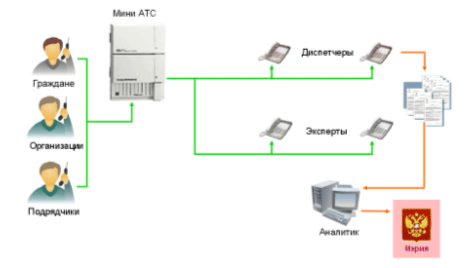 Мини АТС
Диспетчеры
Граждане
Эксперты
Организации
Подрядчики
Аналитик
Мэрия